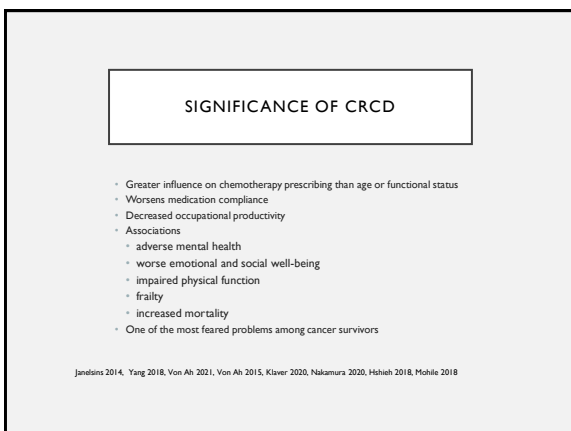 SIGNIFICANCE OF CRCD
• Greater influence on chemotherapy prescribing than age or functional status
• Worsens medication compliance
• Decreased occupational productivity
• Associations
• adverse mental health
• worse emotional and social well-being
• impaired physical function
• frailty
• increased mortality
• One of the most feared problems among cancer survivors
Janelsins 2014, Yang 2018, Von Ah 2021, Von Ah 2015, Klaver 2020, Nakamura 2020, Hshieh 2018, Mohile 2018